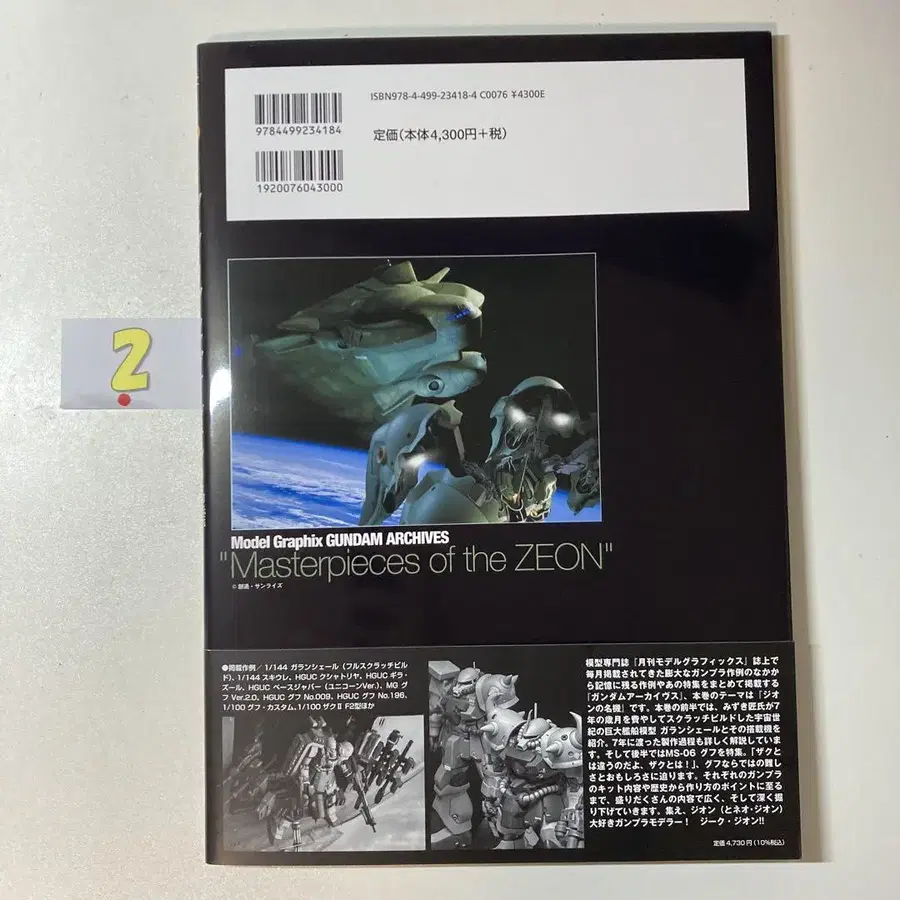 ISBN978-4-499-23418-4 C0076 ¥4300E
9784499234184
定価(本体4,300円+税)
1920076043000
2
Model Graphix GUNDAM ARCHIVES
"Masterpieces of the ZEON"
© 創通・サンライズ
●掲載作例/1/144 ガランシェール(フルスクラッチビル
ド)、1/144 スキウレ、HGUC クシャトリヤ、HGUC ギラ・
ズール、HGUC ベースジャバー(ユニコーンVer.)、MG グ
フ Ver.2.0、HGUC グフ No.009、HGUC グフ No.196、
1/100 グフ・カスタム、1/100 ザクⅡ F2型ほか
模型専門誌『月刊モデルグラフィックス』誌上で
毎月掲載されてきた膨大なガンプラ作例のなかか
ら記憶に残る作例やあの特集をまとめて掲載する
「ガンダムアーカイヴス」。本巻のテーマは「ジオ
ンの名機」です。本巻の前半では、みずき匠氏が7
年の歳月を費やしてスクラッチビルドした宇宙世
紀の巨大艦船模型 ガランシェールとその搭載機を
紹介。7年に渡った製作過程も詳しく解説していま
す。そして後半ではMS-06 グフを特集。「ザクと
は違うのだよ、ザクとは!」、グフならではの難し
さとおもしろさに迫ります。それぞれのガンプラ
のキット内容や歴史から作り方のポイントに至る
まで、盛りだくさんの内容で広く、そして深く掘
り下げていきます。集え、ジオン(とネオ・ジオン)
大好きガンプラモデラー! ジーク・ジオン!!
定価4,730円(10%税込)